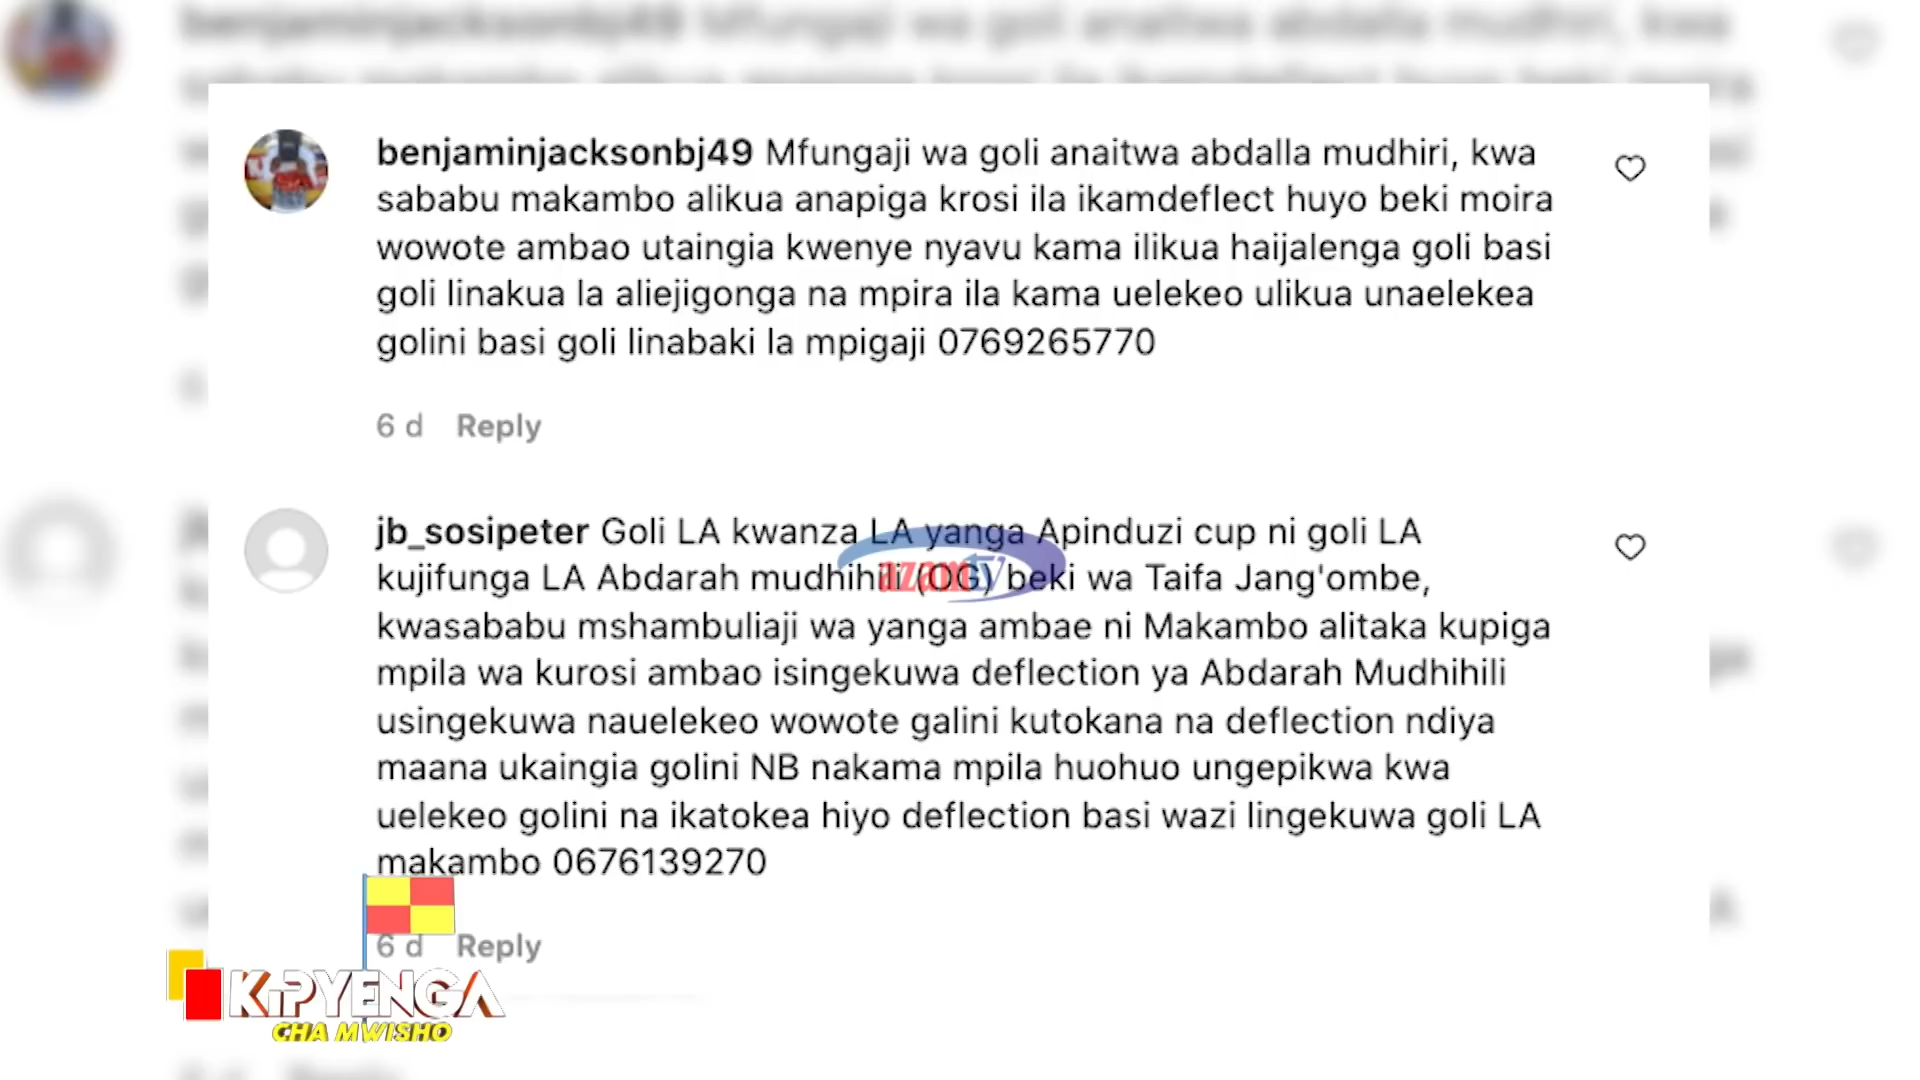 benjaminjacksonbj49 Mfungaji wa goli anaitwa abdalla mudhiri, kwa
sababu makambo alikua anapiga krosi ila ikamdeflect huyo beki moira
wowote ambao utaingia kwenye nyavu kama ilikua haijalenga goli basi
goli linakua la aliejigonga na mpira ila kama uelekeo ulikua unaelekea
golini basi goli linabaki la mpigaji 0769265770
6 d Reply
jb_sosipeter Goli LA kwanza LA yanga Apinduzi cup ni goli LA
kujifunga LA Abdarah mudhihili (OG) beki wa Taifa Jang'ombe,
kwasababu mshambuliaji wa yanga ambae ni Makambo alitaka kupiga
mpila wa kurosi ambao isingekuwa deflection ya Abdarah Mudhihili
usingekuwa nauelekeo wowote galini kutokana na deflection ndiya
maana ukaingia golini NB nakama mpila huohuo ungepikwa kwa
uelekeo golini na ikatokea hiyo deflection basi wazi lingekuwa goli LA
makambo 0676139270
6 d Reply
azam tv
KIPYENGA
CHA MWISHO